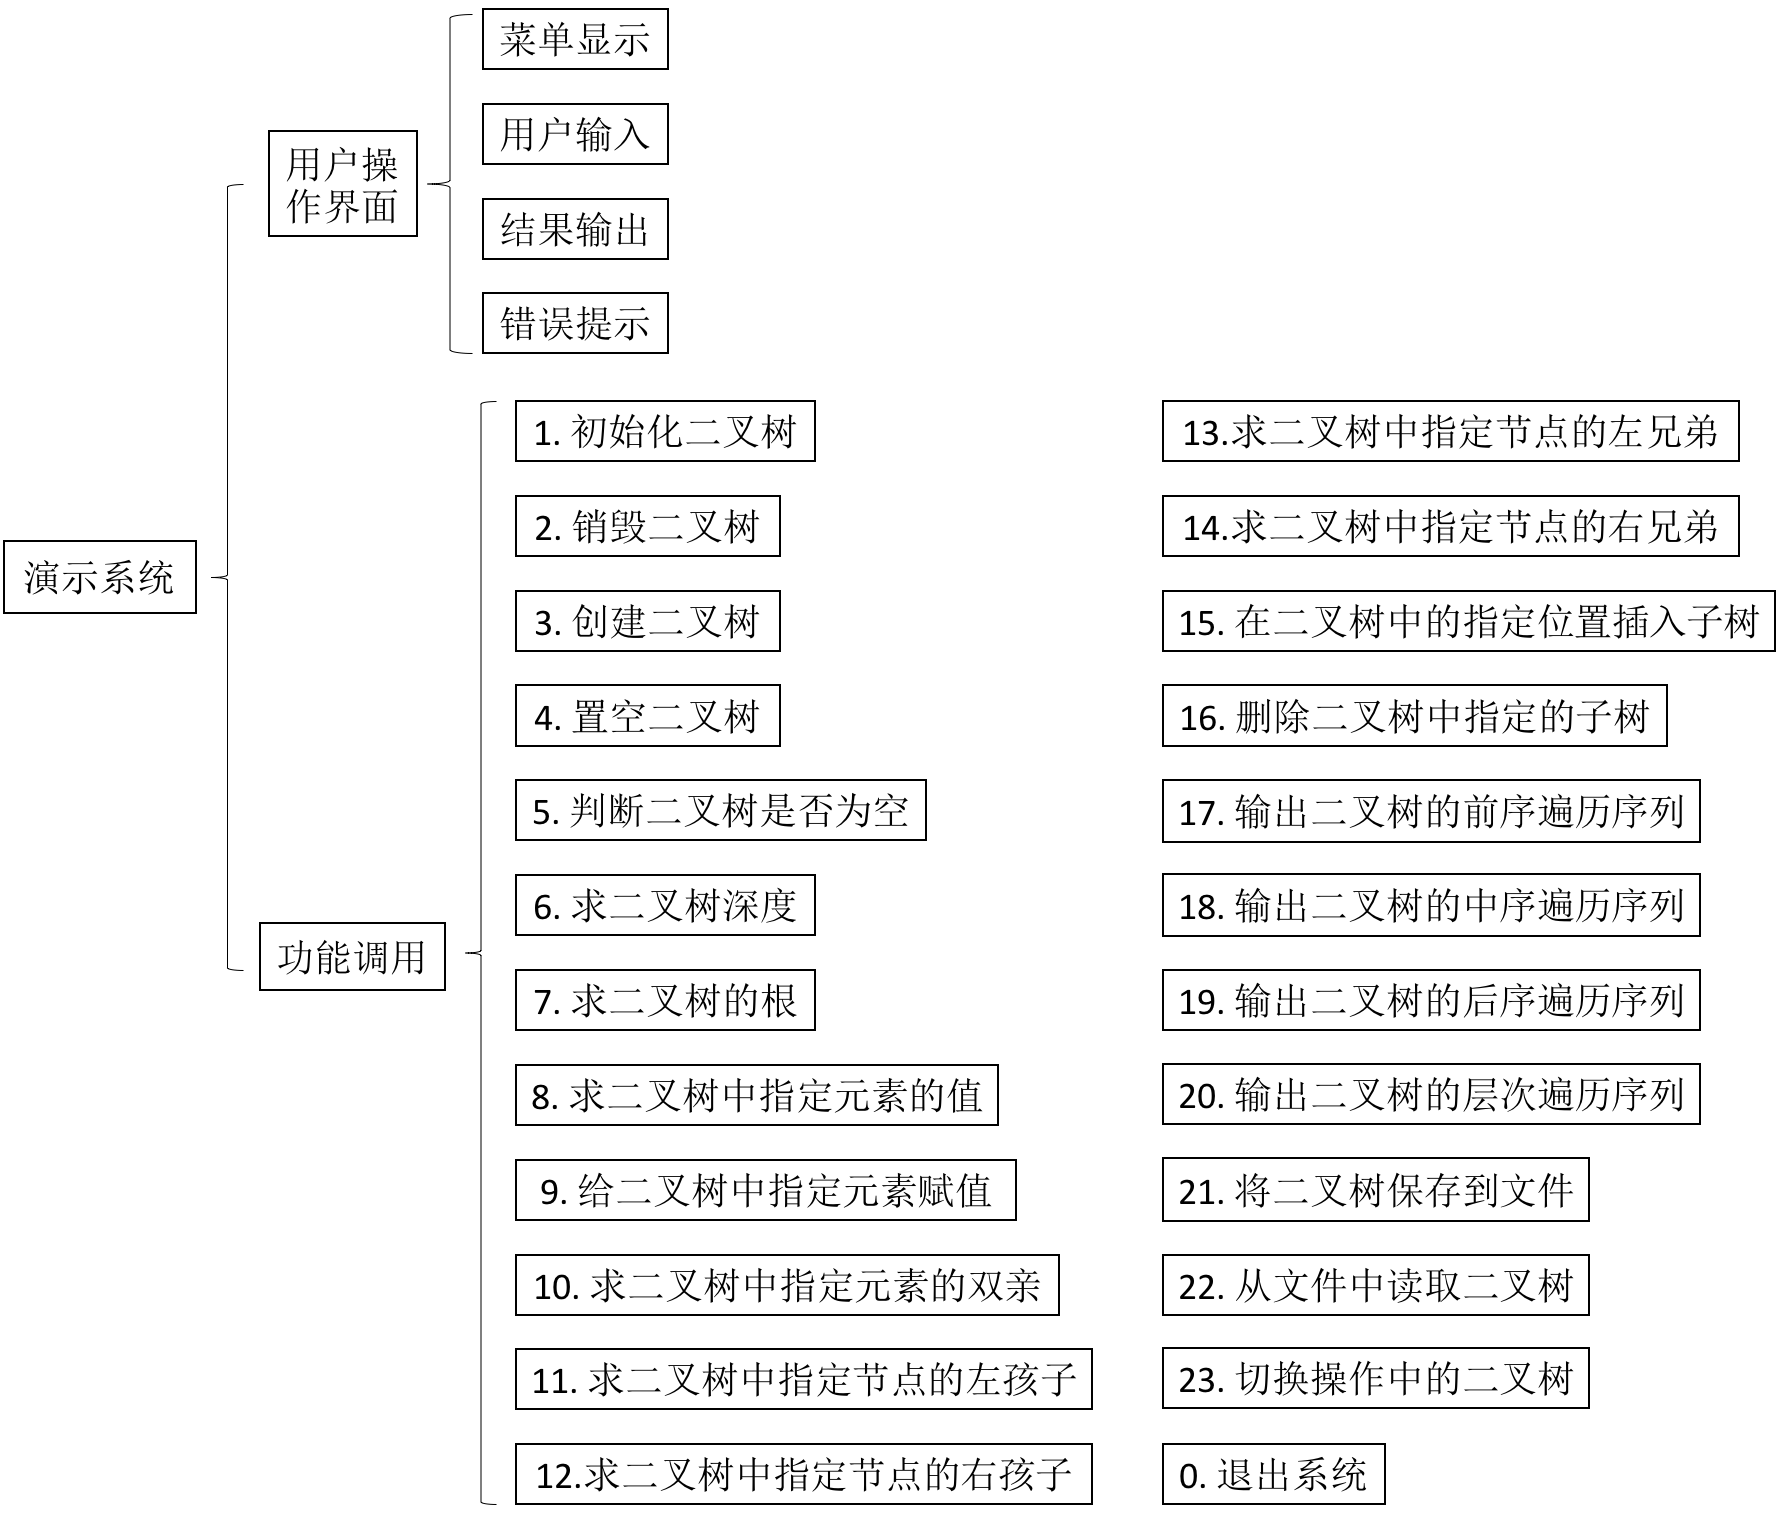 菜单显示
用户输入
用户操
作界面
结果输出
错误提示
演示系统
功能调用
1. 初始化二叉树
2. 销毁二叉树
3. 创建二叉树
4. 置空二叉树
5. 判断二叉树是否为空
6. 求二叉树深度
7. 求二叉树的根
8. 求二叉树中指定元素的值
9. 给二叉树中指定元素赋值
10. 求二叉树中指定元素的双亲
11. 求二叉树中指定节点的左孩子
12.求二叉树中指定节点的右孩子
13.求二叉树中指定节点的左兄弟
14.求二叉树中指定节点的右兄弟
15. 在二叉树中的指定位置插入子树
16. 删除二叉树中指定的子树
17. 输出二叉树的前序遍历序列
18. 输出二叉树的中序遍历序列
19. 输出二叉树的后序遍历序列
20. 输出二叉树的层次遍历序列
21. 将二叉树保存到文件
22. 从文件中读取二叉树
23. 切换操作中的二叉树
0. 退出系统